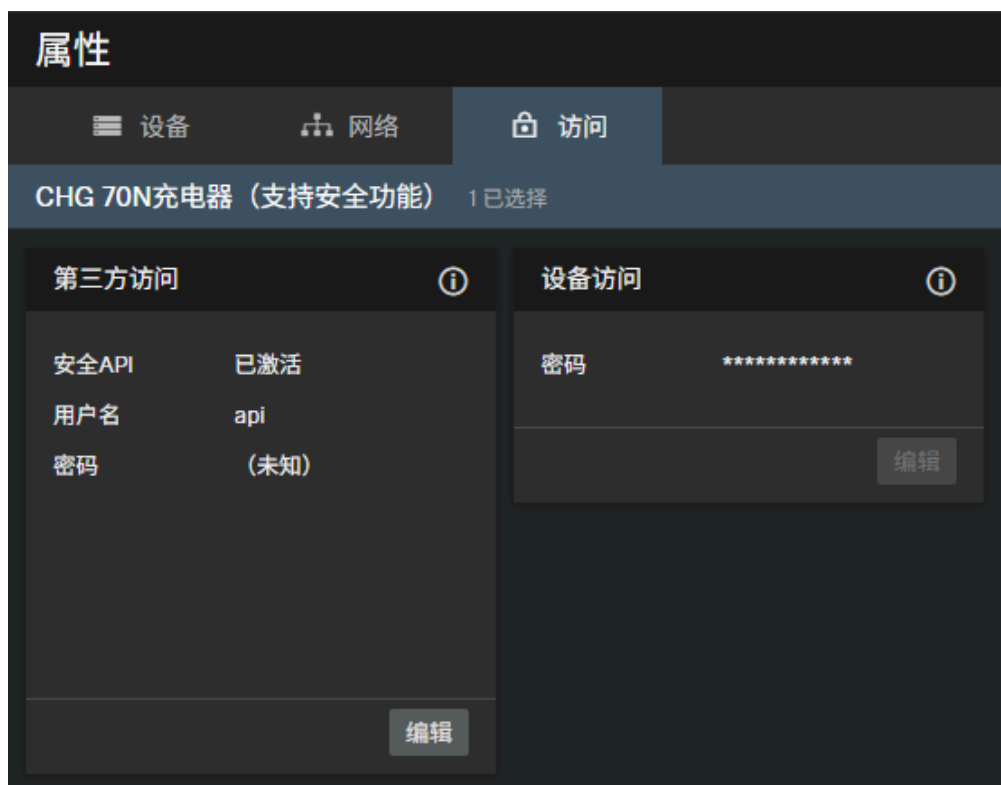 属性
设备 网络 访问
CHG 70N充电器（支持安全功能） 1 已选择
第三方访问
安全API 已激活
用户名 api
密码 （未知）
编辑
设备访问
密码 ************
编辑